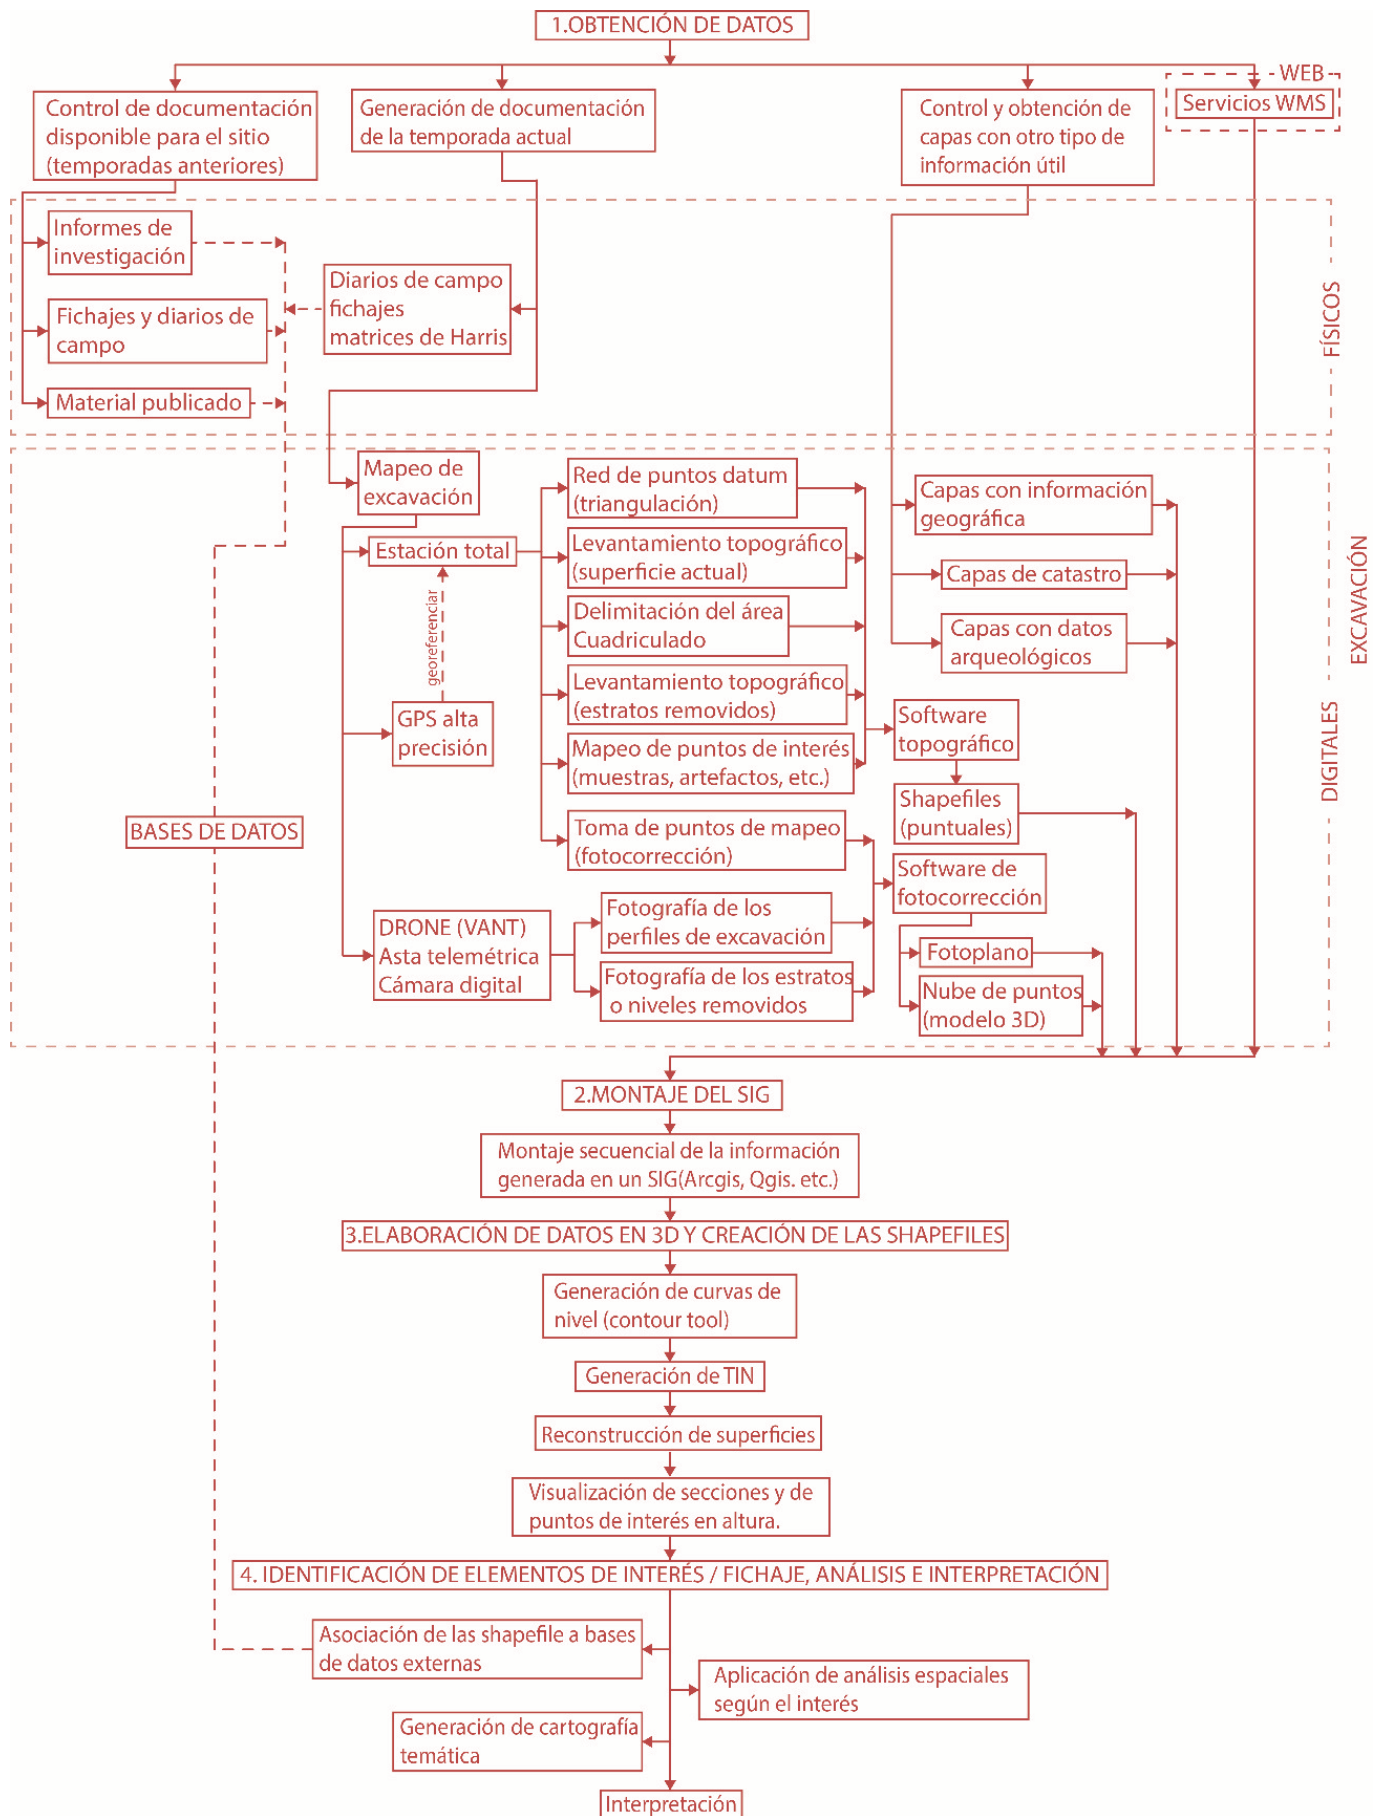 1.OBTENCIÓN DE DATOS
WEB
Control de documentación
disponible para el sitio
(temporadas anteriores)
Generación de documentación
de la temporada actual
Control y obtención de
capas con otro tipo de
información útil
Servicios WMS
Informes de
investigación
Fichajes y diarios de
campo
Material publicado
Diarios de campo
fichajes
matrices de Harris
FÍSICOS
Mapeo de
excavación
Estación total
georeferenciar
GPS alta
precisión
DRONE (VANT)
Asta telemétrica
Cámara digital
Red de puntos datum
(triangulación)
Levantamiento topográfico
(superficie actual)
Delimitación del área
Cuadriculado
Levantamiento topográfico
(estratos removidos)
Mapeo de puntos de interés
(muestras, artefactos, etc.)
Toma de puntos de mapeo
(fotocorrección)
Fotografía de los
perfiles de excavación
Fotografía de los estratos
o niveles removidos
Capas con información
geográfica
Capas de catastro
Capas con datos
arqueológicos
Software
topográfico
Shapefiles
(puntuales)
Software de
fotocorrección
Fotoplano
Nube de puntos
(modelo 3D)
DIGITALES
EXCAVACIÓN
BASES DE DATOS
2.MONTAJE DEL SIG
Montaje secuencial de la información
generada en un SIG(Arcgis, Qgis. etc.)
3.ELABORACIÓN DE DATOS EN 3D Y CREACIÓN DE LAS SHAPEFILES
Generación de curvas de
nivel (contour tool)
Generación de TIN
Reconstrucción de superficies
Visualización de secciones y de
puntos de interés en altura.
4. IDENTIFICACIÓN DE ELEMENTOS DE INTERÉS / FICHAJE, ANÁLISIS E INTERPRETACIÓN
Asociación de las shapefile a bases
de datos externas
Aplicación de análisis espaciales
según el interés
Generación de cartografía
temática
Interpretación